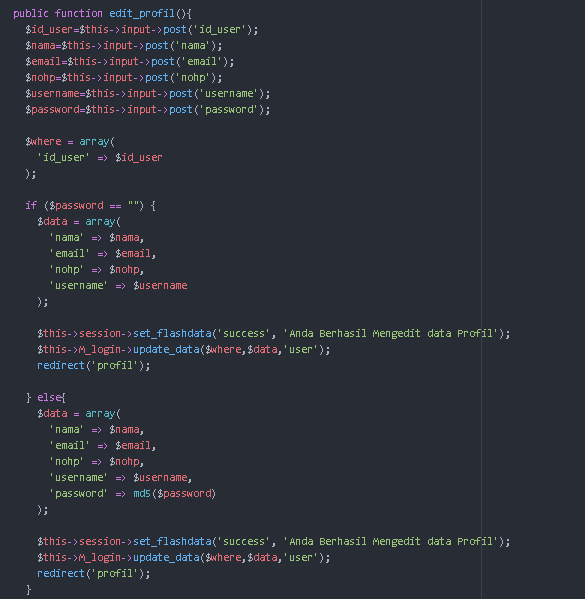 public function edit_profil(){
$id_user=$this->input->post('id_user');
$nama=$this->input->post('nama');
$email=$this->input->post('email');
$nohp=$this->input->post('nohp');
$username=$this->input->post('username');
$password=$this->input->post('password');
$where = array(
'id_user' => $id_user
);
if ($password == "") {
$data = array(
'nama' => $nama,
'email' => $email,
'nohp' => $nohp,
'username' => $username
);
$this->session->set_flashdata('success', 'Anda Berhasil Mengedit data Profil');
$this->M_login->update_data($where,$data,'user');
redirect('profil');
} else{
$data = array(
'nama' => $nama,
'email' => $email,
'nohp' => $nohp,
'username' => $username,
'password' => md5($password)
);
$this->session->set_flashdata('success', 'Anda Berhasil Mengedit data Profil');
$this->M_login->update_data($where,$data,'user');
redirect('profil');
}